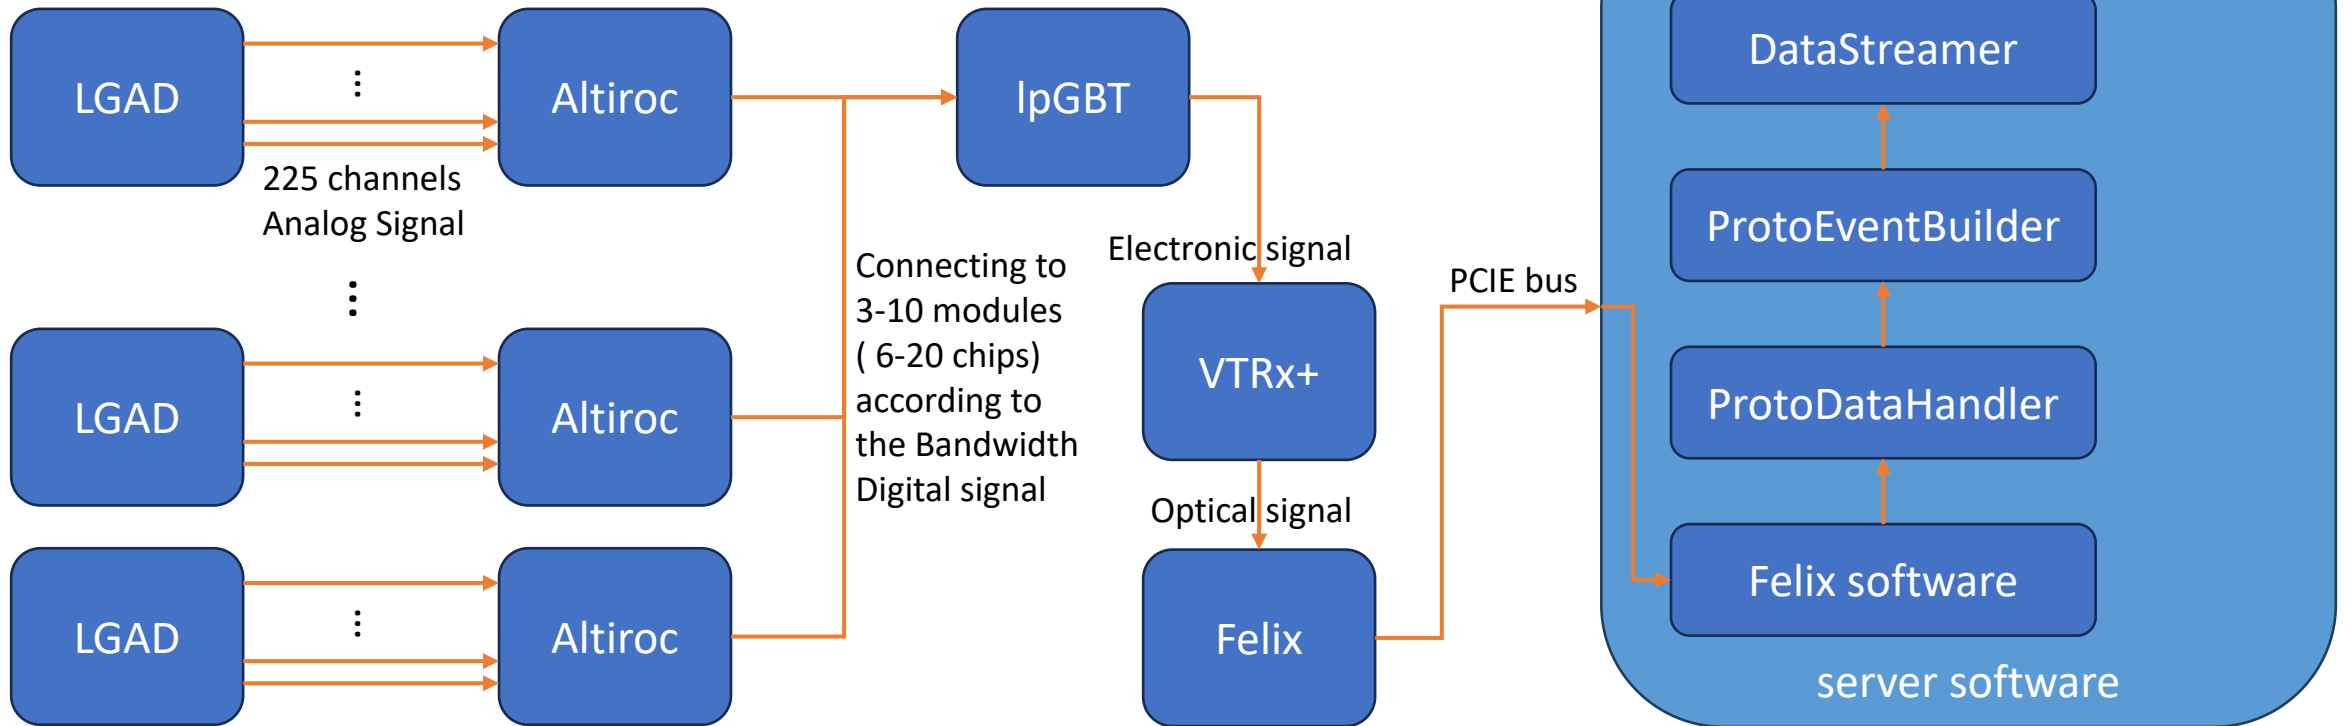 LGAD
Altiroc
lpGBT
DataStreamer
225 channels
Analog Signal
ProtoEventBuilder
Electronic signal
Connecting to
3-10 modules
( 6-20 chips)
according to
the Bandwidth
Digital signal
PCIE bus
LGAD
Altiroc
VTRx+
ProtoDataHandler
Optical signal
LGAD
Altiroc
Felix
Felix software
server software